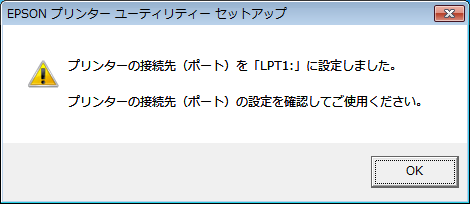 EPSON プリンター ユーティリティー セットアップ
プリンターの接続先（ポート）を「LPT1:」に設定しました。
プリンターの接続先（ポート）の設定を確認してご使用ください。
OK